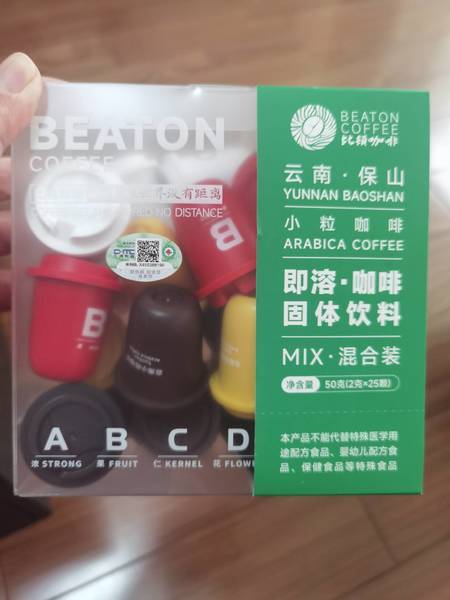 BEATON
COFFEE
没有距离
NO DISTANCE
B
B
A B C D
浓 STRONG 果 FRUIT 仁 KERNEL 花 FLOWE
BEATON
COFFEE
比顿咖啡
云南·保山
YUNNAN BAOSHAN
小粒咖啡
ARABICA COFFEE
即溶·咖啡
固体饮料
MIX·混合装
净含量 50克(2克×25颗)
本产品不能代替特殊医学用
途配方食品、婴幼儿配方食
品、保健食品等特殊食品